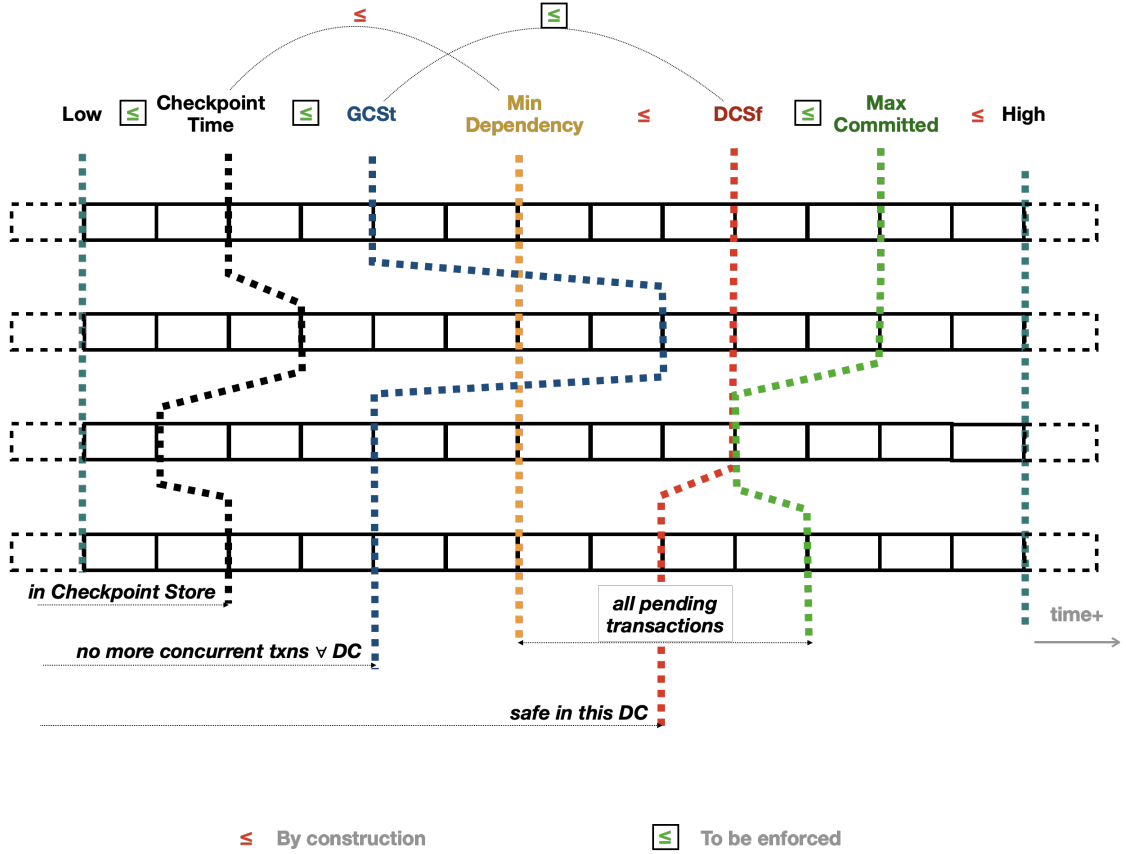 ≤
≤
Low ≤ Checkpoint Time ≤ GCSt Min Dependency ≤ DCSf ≤ Max Committed ≤ High
in Checkpoint Store
all pending
transactions
time+
no more concurrent txns ∀ DC
safe in this DC
≤ By construction
≤ To be enforced